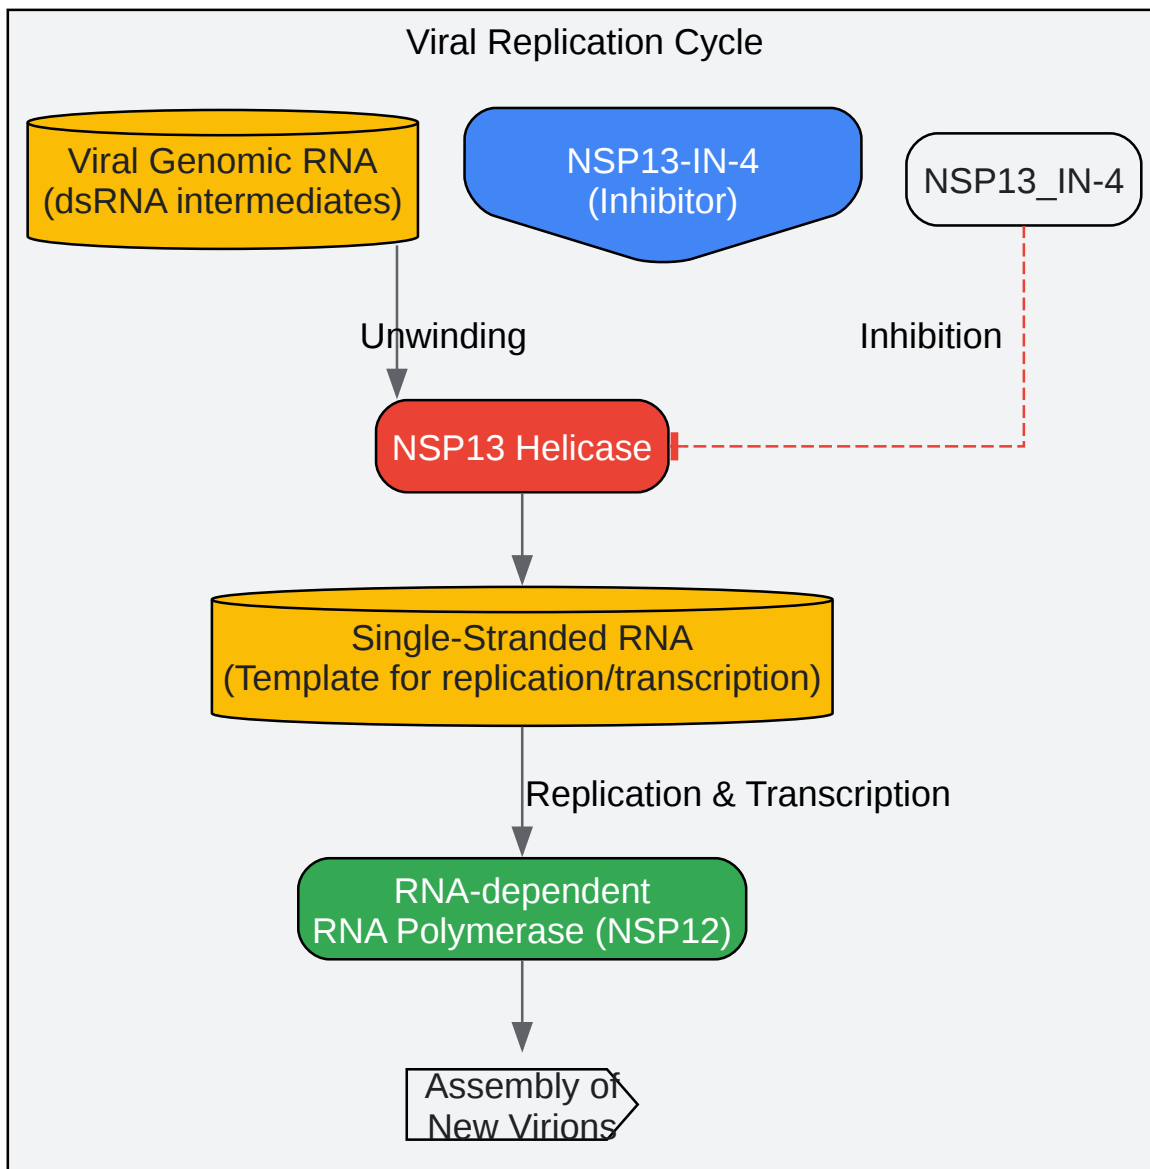 Viral Replication Cycle
Viral Genomic RNA
(dsRNA intermediates)
NSP13-IN-4
(Inhibitor)
NSP13_IN-4
Unwinding
Inhibition
NSP13 Helicase
Single-Stranded RNA
(Template for replication/transcription)
Replication & Transcription
RNA-dependent
RNA Polymerase (NSP12)
Assembly of
New Virions